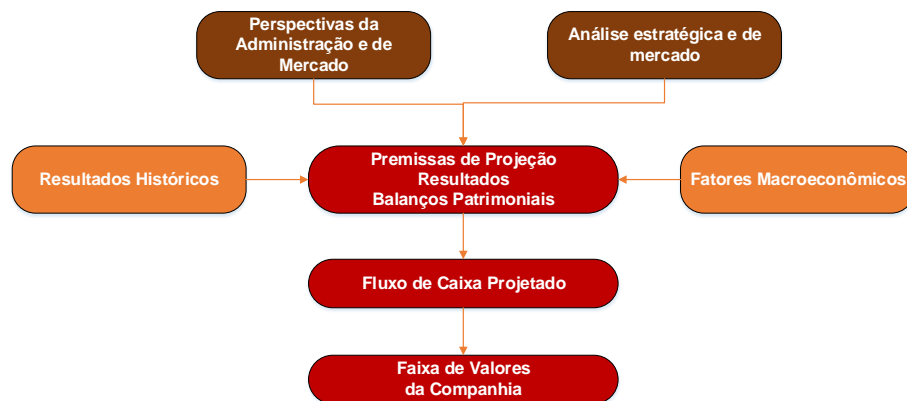 Perspectivas da
Administração e de
Mercado
Análise estratégica e de
mercado
Resultados Históricos
Premissas de Projeção
Resultados
Balanços Patrimoniais
Fatores Macroeconômicos
Fluxo de Caixa Projetado
Faixa de Valores
da Companhia